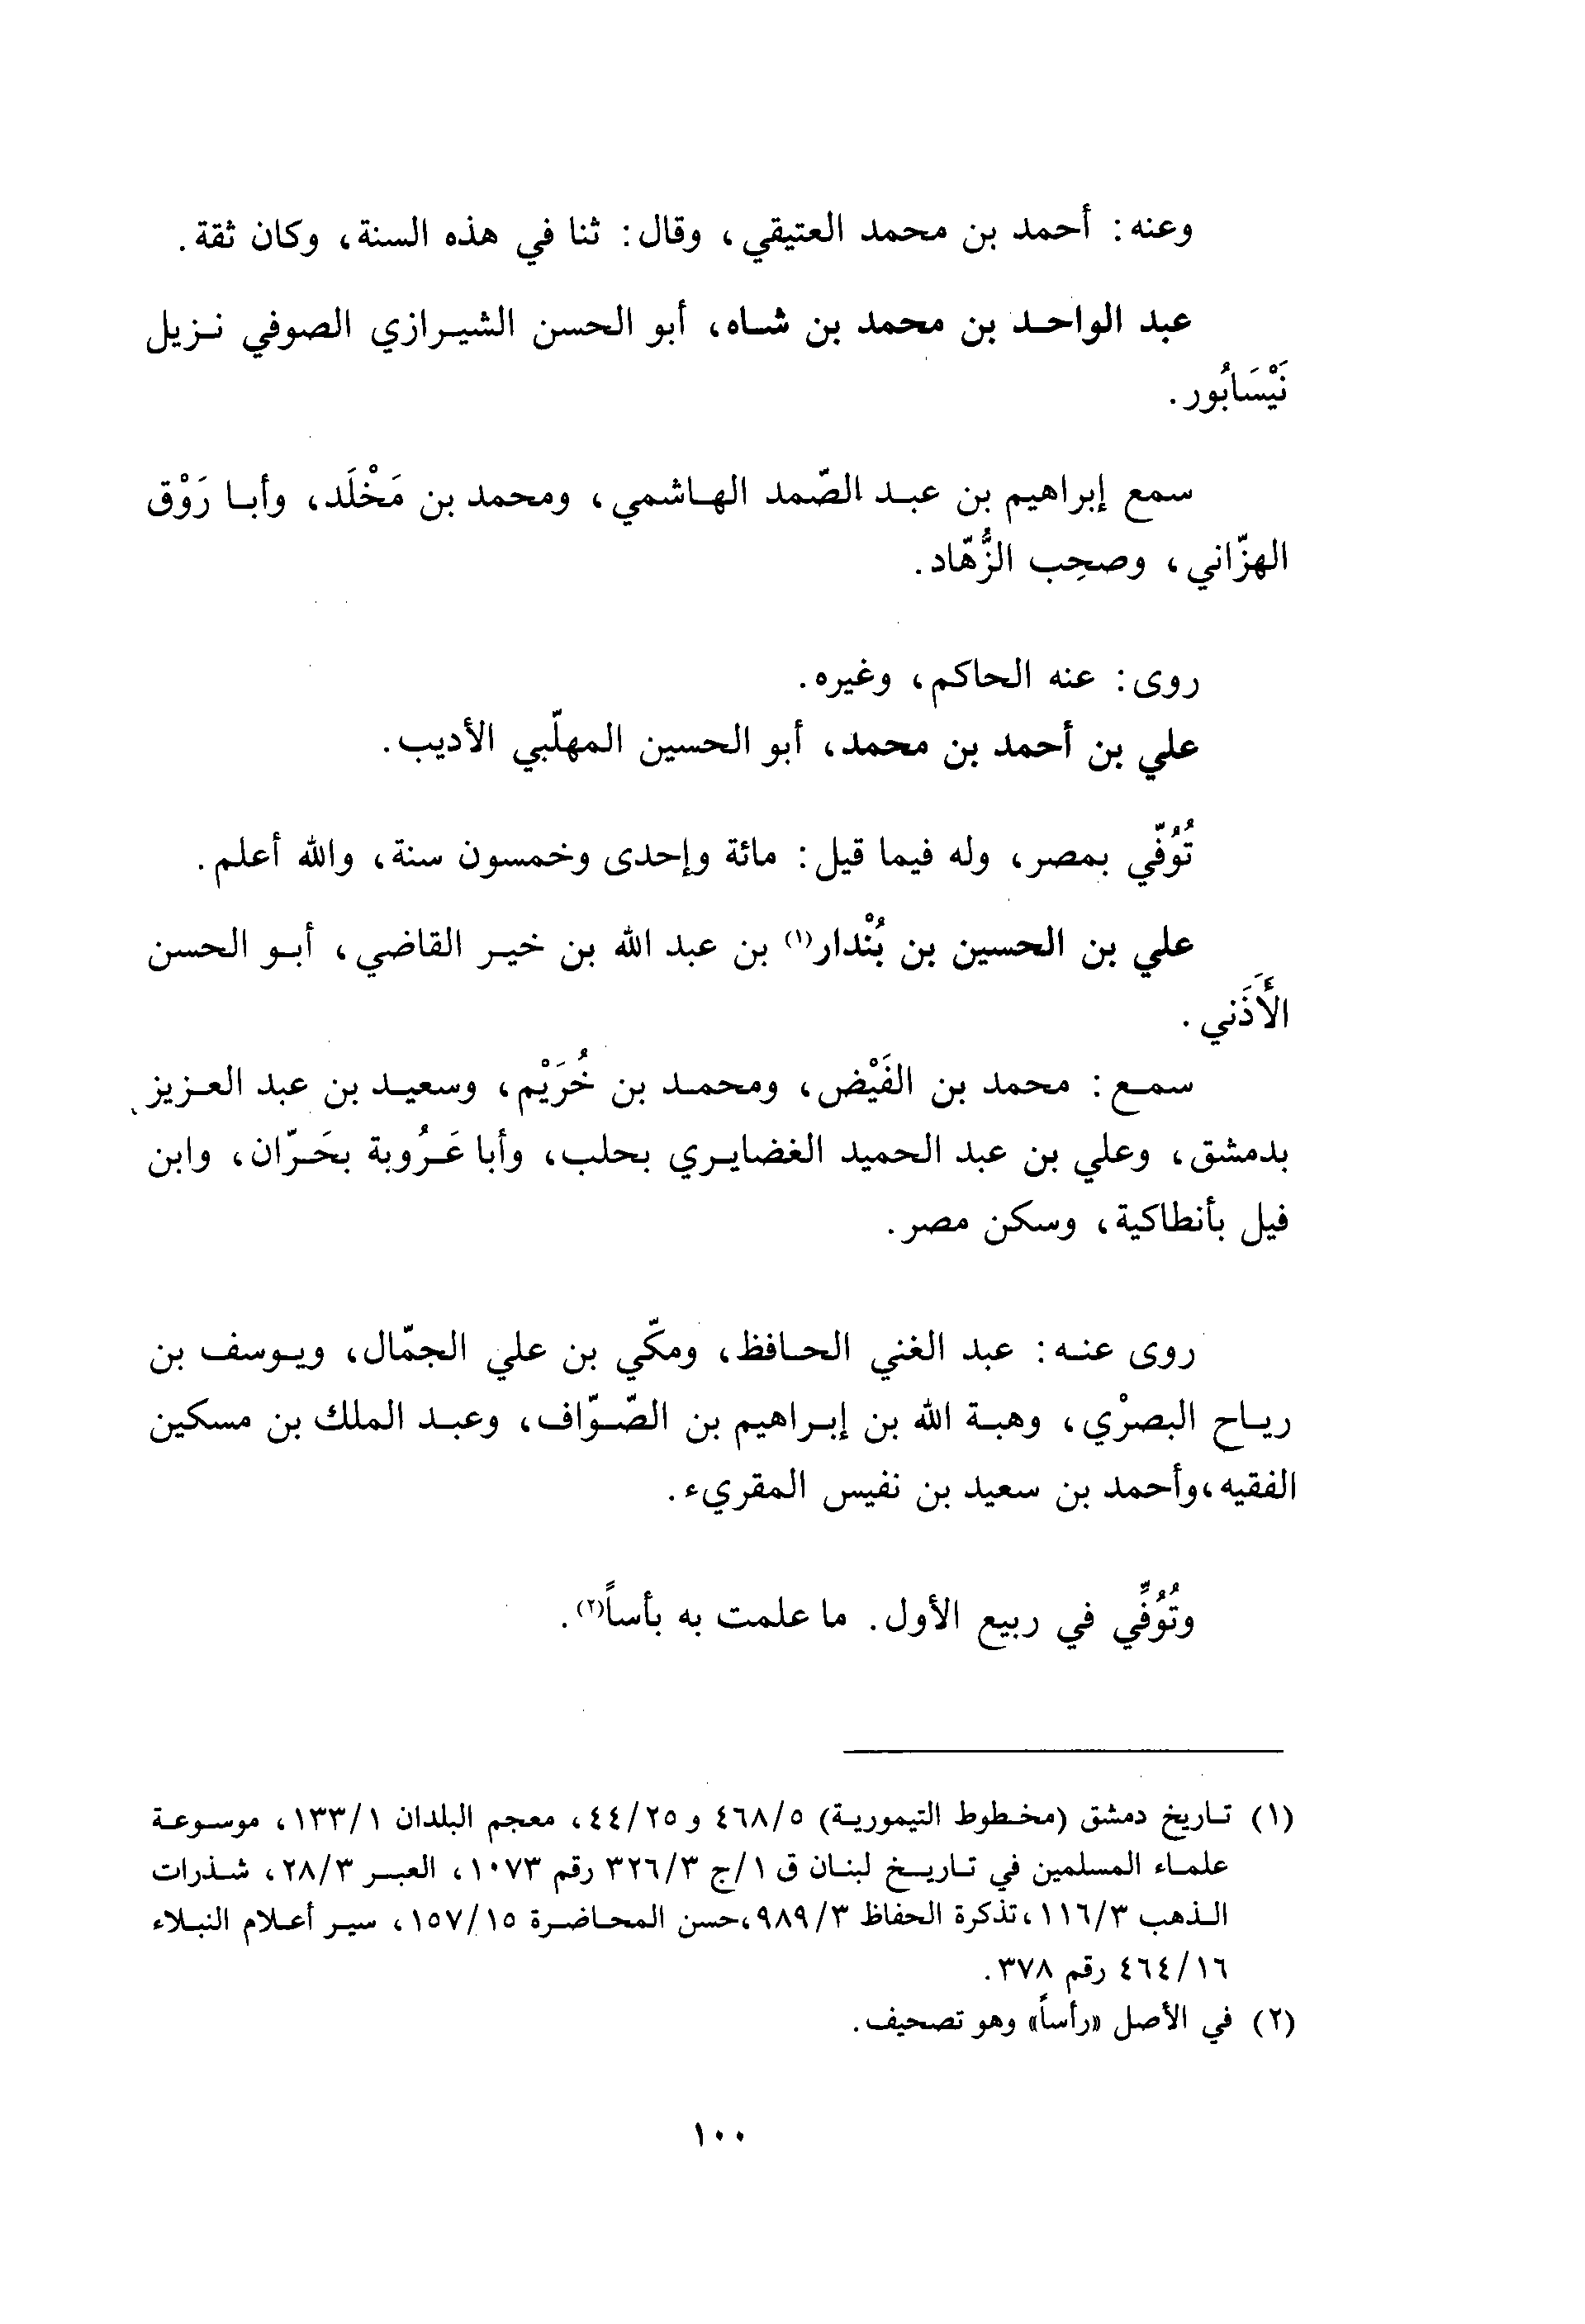 وعنه: أحمد بن محمد العتيقي، وقال: ثنا في هذه السنة، وكان ثقة.
عبد الواحد بن محمد بن شاه، أبو الحسن الشيرازي الصوفي نزيل
نَيْسَابُور.
سمع إبراهيم بن عبد الصّمد الهاشمي، ومحمد بن مَخْلَد، وأبا رَوْق
الهزّاني، وصحِب الزُّهّاد.
روى: عنه الحاكم، وغيره.
علي بن أحمد بن محمد، أبو الحسين المهلّبي الأديب.
تُوُفّي بمصر، وله فيما قيل: مائة وإحدى وخمسون سنة، والله أعلم.
علي بن الحسين بن بُنْدار(١) بن عبد الله بن خير القاضي، أبو الحسن
الأَذَني.
سمع: محمد بن الفَيْض، ومحمد بن خُرَيْم، وسعيد بن عبد العزيز
بدمشق، وعلي بن عبد الحميد الغضايري بحلب، وأبا عَرُوبة بحَرّان، وابن
فيل بأنطاكية، وسكن مصر.
روى عنه: عبد الغني الحافظ، ومكّي بن علي الجمّال، ويوسف بن
رياح البصرْي، وهبة الله بن إبراهيم بن الصّوّاف، وعبد الملك بن مسكين
الفقيه،وأحمد بن سعيد بن نفيس المقريء.
وتُوُفِّي في ربيع الأول. ما علمت به بأساً(٢).
(١) تاريخ دمشق (مخطوط التيمورية) ٤٦٨/٥ و ٤٤/٢٥، معجم البلدان ١٣٣/١، موسوعة
علماء المسلمين في تاريخ لبنان ق ١/ج ٣٢٦/٣ رقم ١٠٧٣، العبر ٢٨/٣، شذرات
الذهب ١١٦/٣،تذكرة الحفاظ ٩٨٩/٣،حسن المحاضرة ١٥٧/١٥، سير أعلام النبلاء
٤٦٤/١٦ رقم ٣٧٨.
(٢) في الأصل «رأساً» وهو تصحيف.
١٠٠